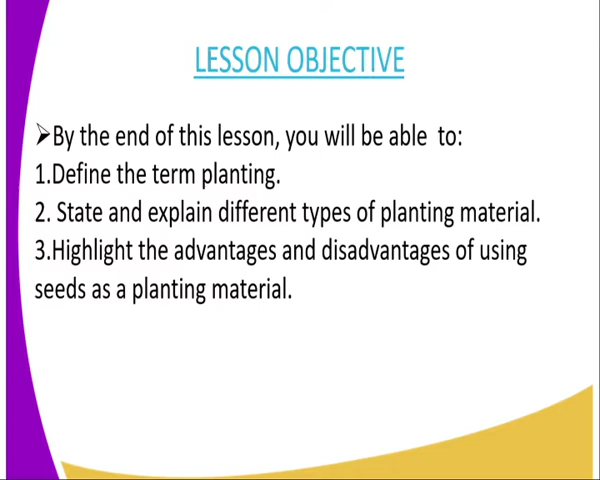 LESSON OBJECTIVE
➢By the end of this lesson, you will be able  to:
1.Define the term planting.
2. State and explain different types of planting material.
3.Highlight the advantages and disadvantages of using
seeds as a planting material.